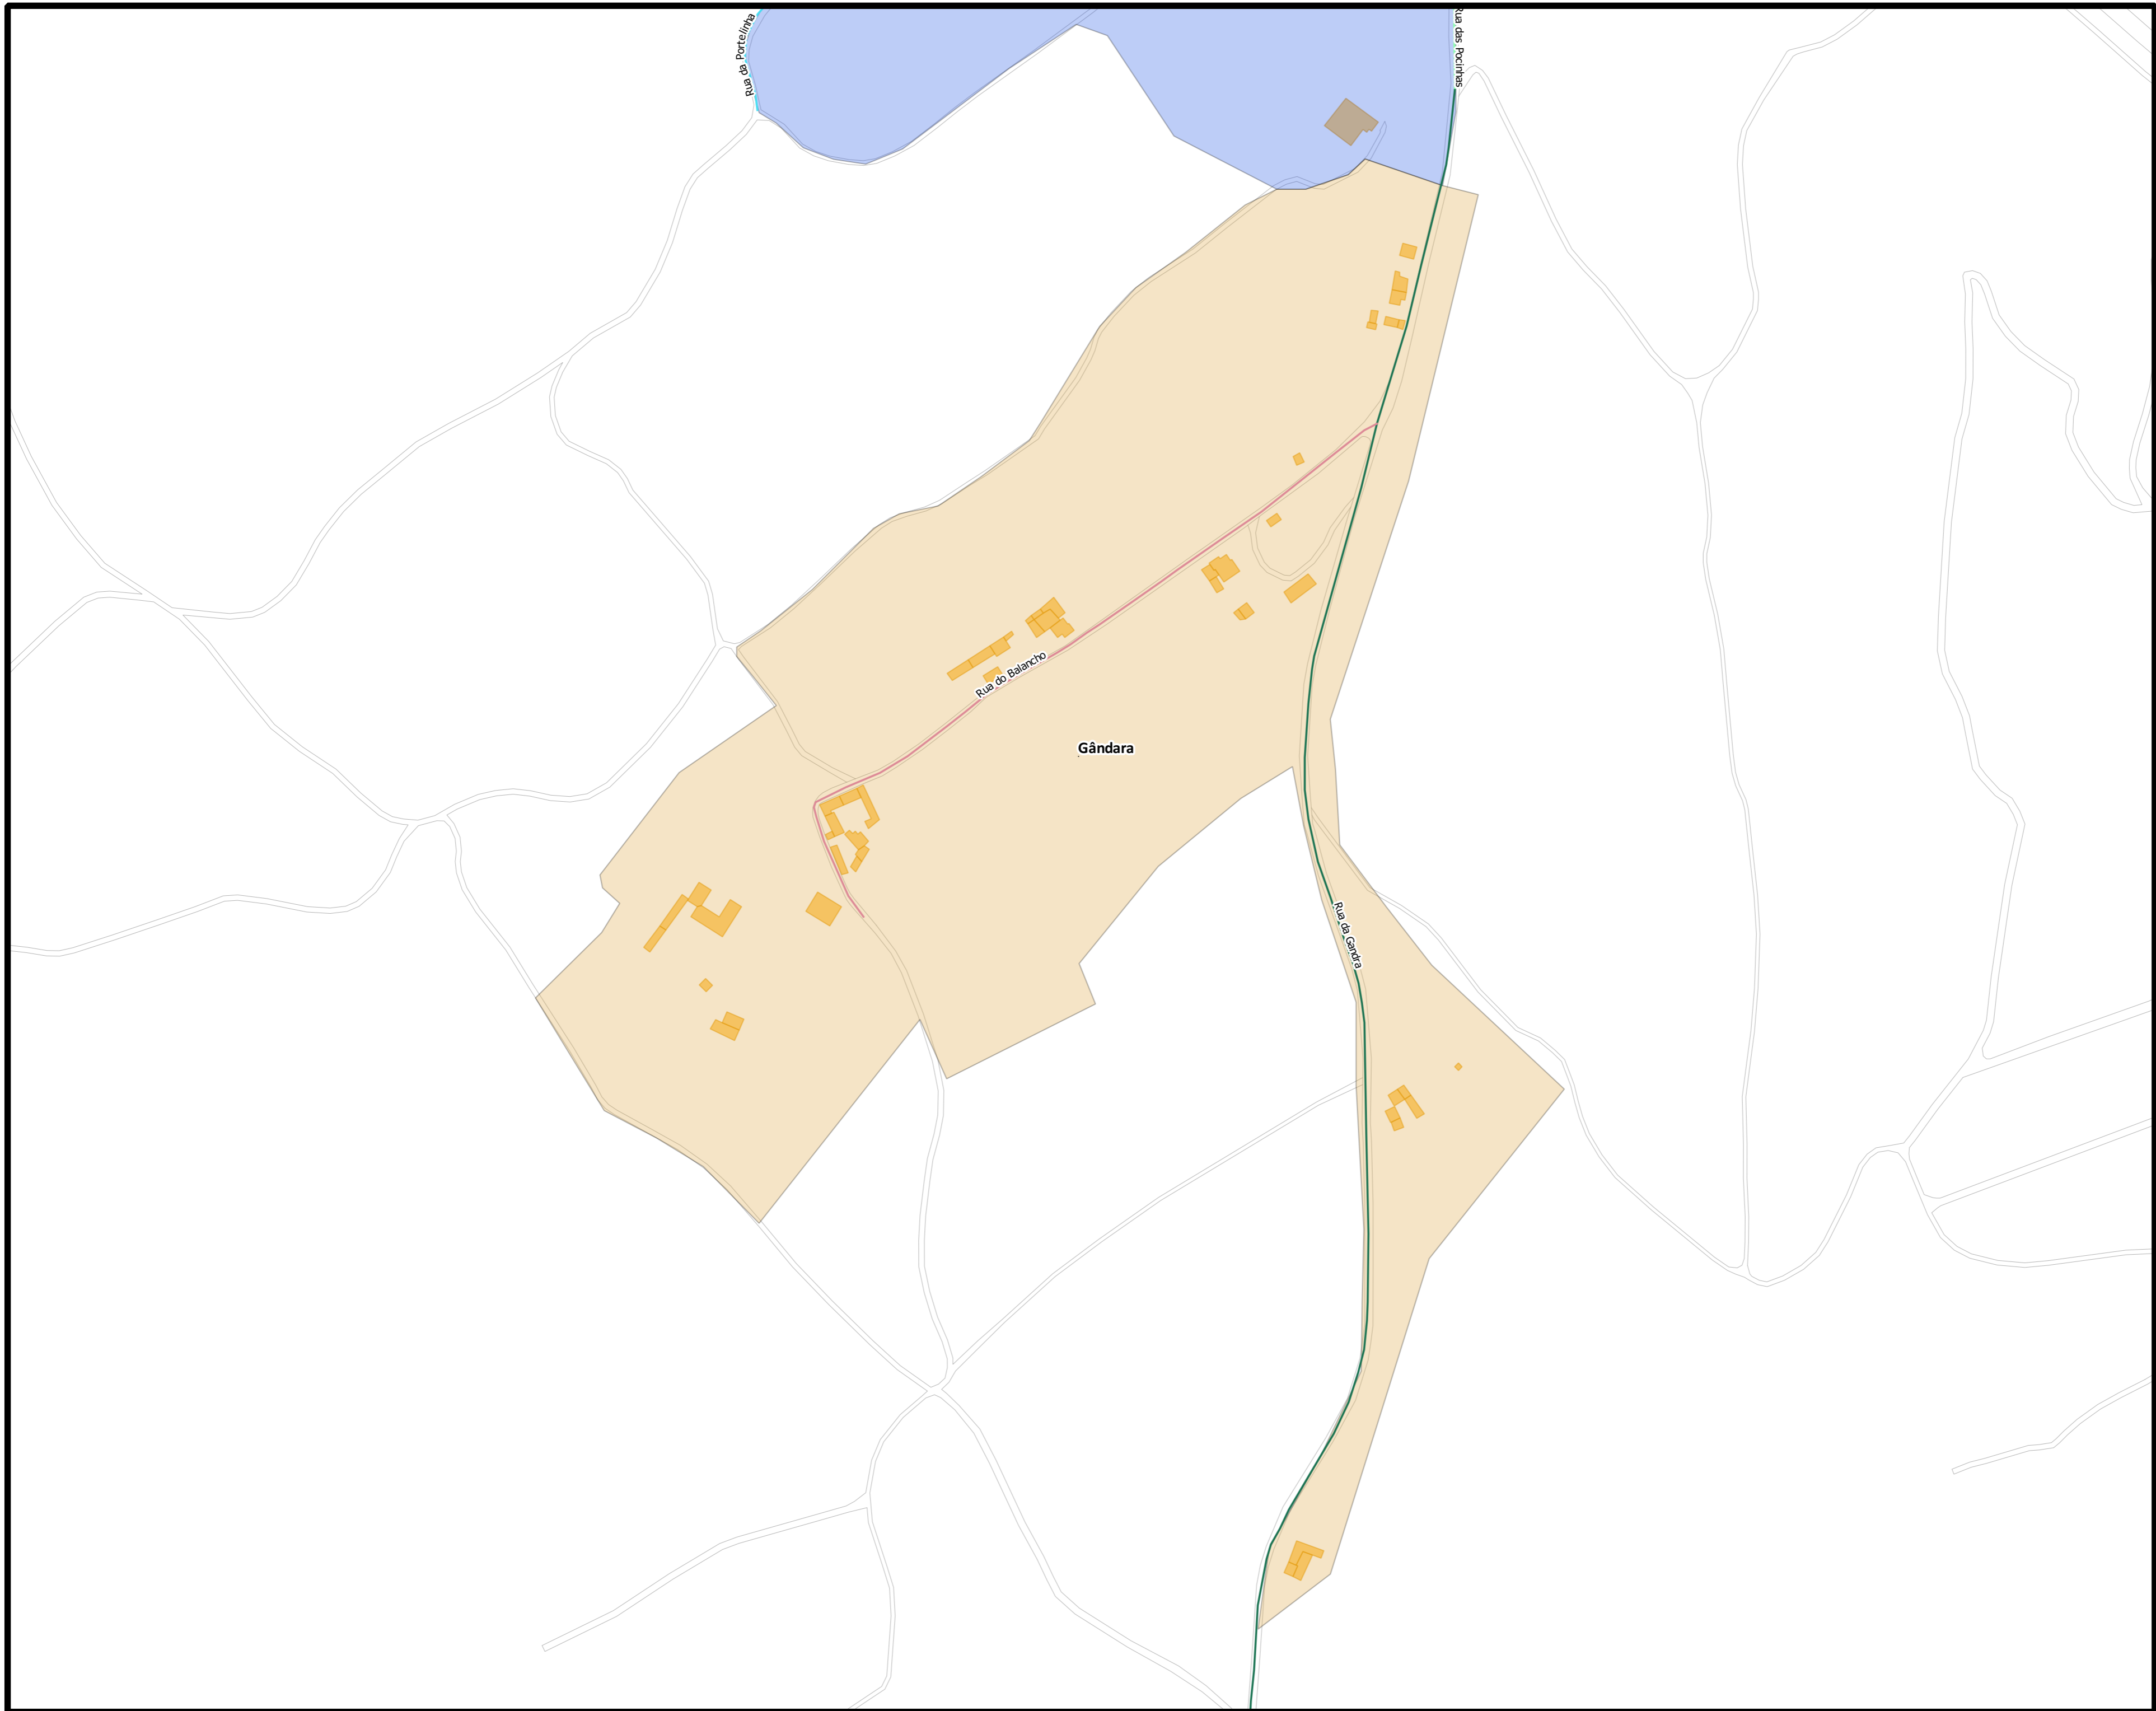 Rua da Portelinha
Rua das Pocinhas
Rua do Balancho
Gândara
Rua da Gandra